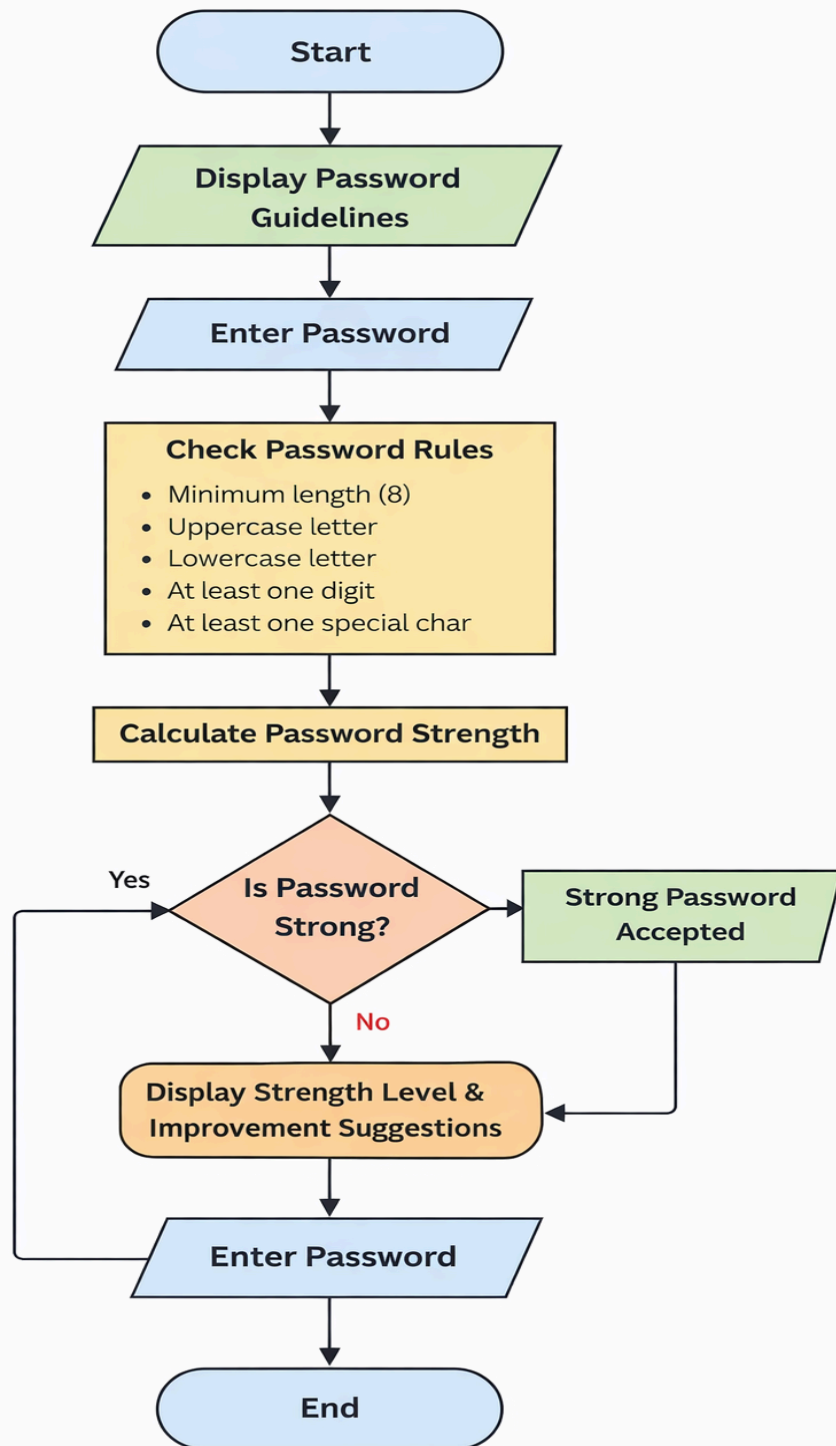 Start
Display Password
Guidelines
Enter Password
Check Password Rules
• Minimum length (8)
• Uppercase letter
• Lowercase letter
• At least one digit
• At least one special char
Calculate Password Strength
Yes
Is Password
Strong?
Strong Password
Accepted
No
Display Strength Level &
Improvement Suggestions
Enter Password
End